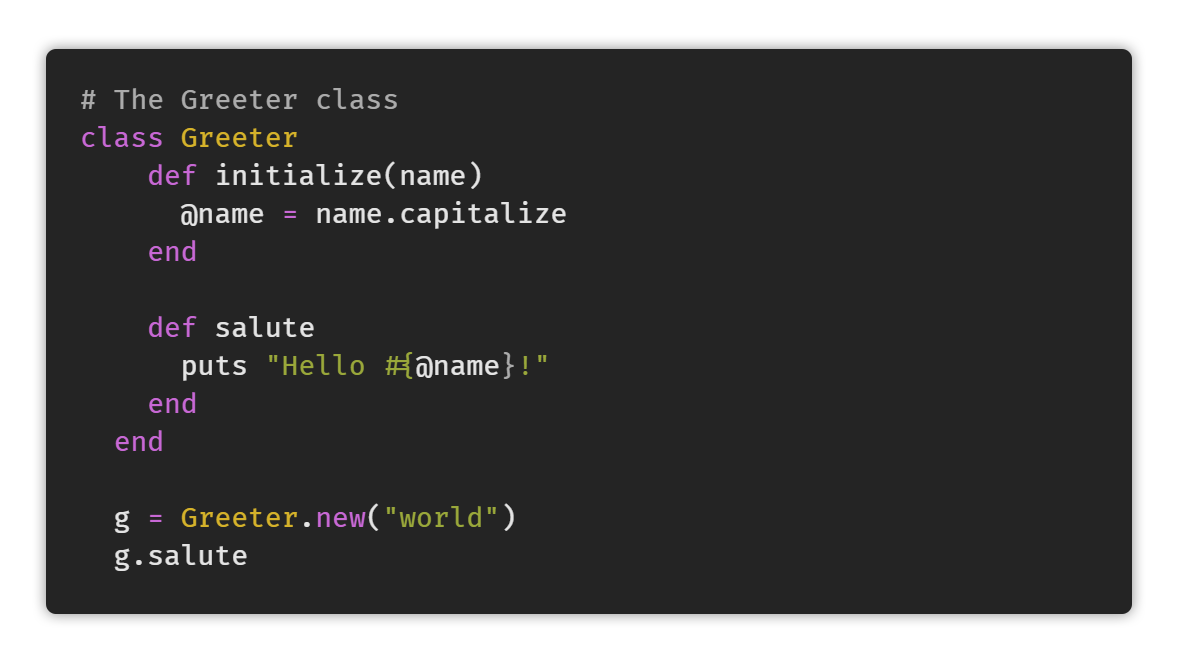 # The Greeter class
class Greeter
    def initialize(name)
      @name = name.capitalize
    end

    def salute
      puts "Hello #{@name}!"
    end
  end

  g = Greeter.new("world")
  g.salute